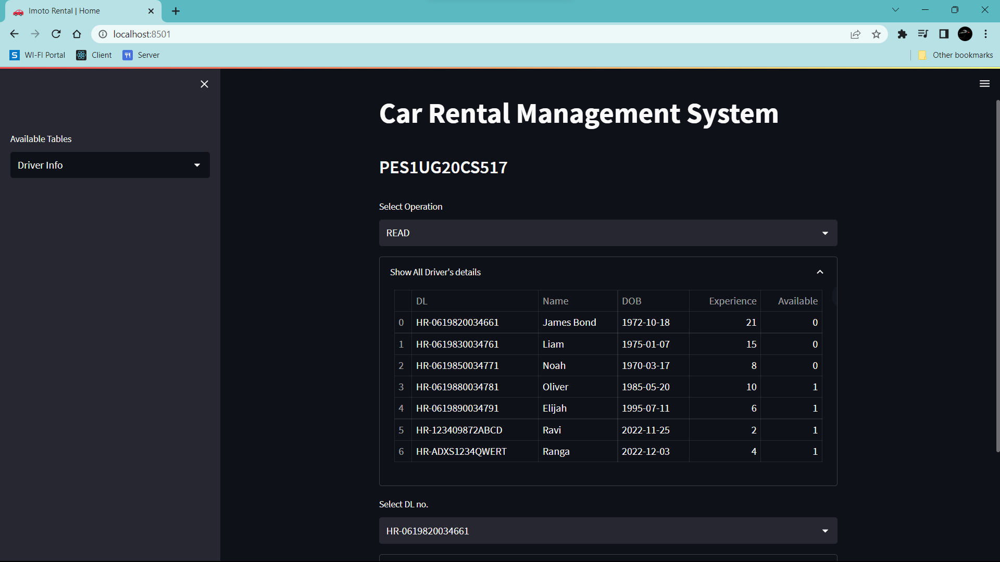 Imoto Rental | Home
localhost:8501
WI-FI Portal Client Server Other bookmarks
Available Tables
Driver Info
Car Rental Management System
PES1UG20CS517
Select Operation
READ
Show All Driver's details
DL Name DOB Experience Available
0 HR-0619820034661 James Bond 1972-10-18 21 0
1 HR-0619830034761 Liam 1975-01-07 15 0
2 HR-0619850034771 Noah 1970-03-17 8 0
3 HR-0619880034781 Oliver 1985-05-20 10 1
4 HR-0619890034791 Elijah 1995-07-11 6 1
5 HR-123409872ABCD Ravi 2022-11-25 2 1
6 HR-ADXS1234QWERT Ranga 2022-12-03 4 1
Select DL no.
HR-0619820034661